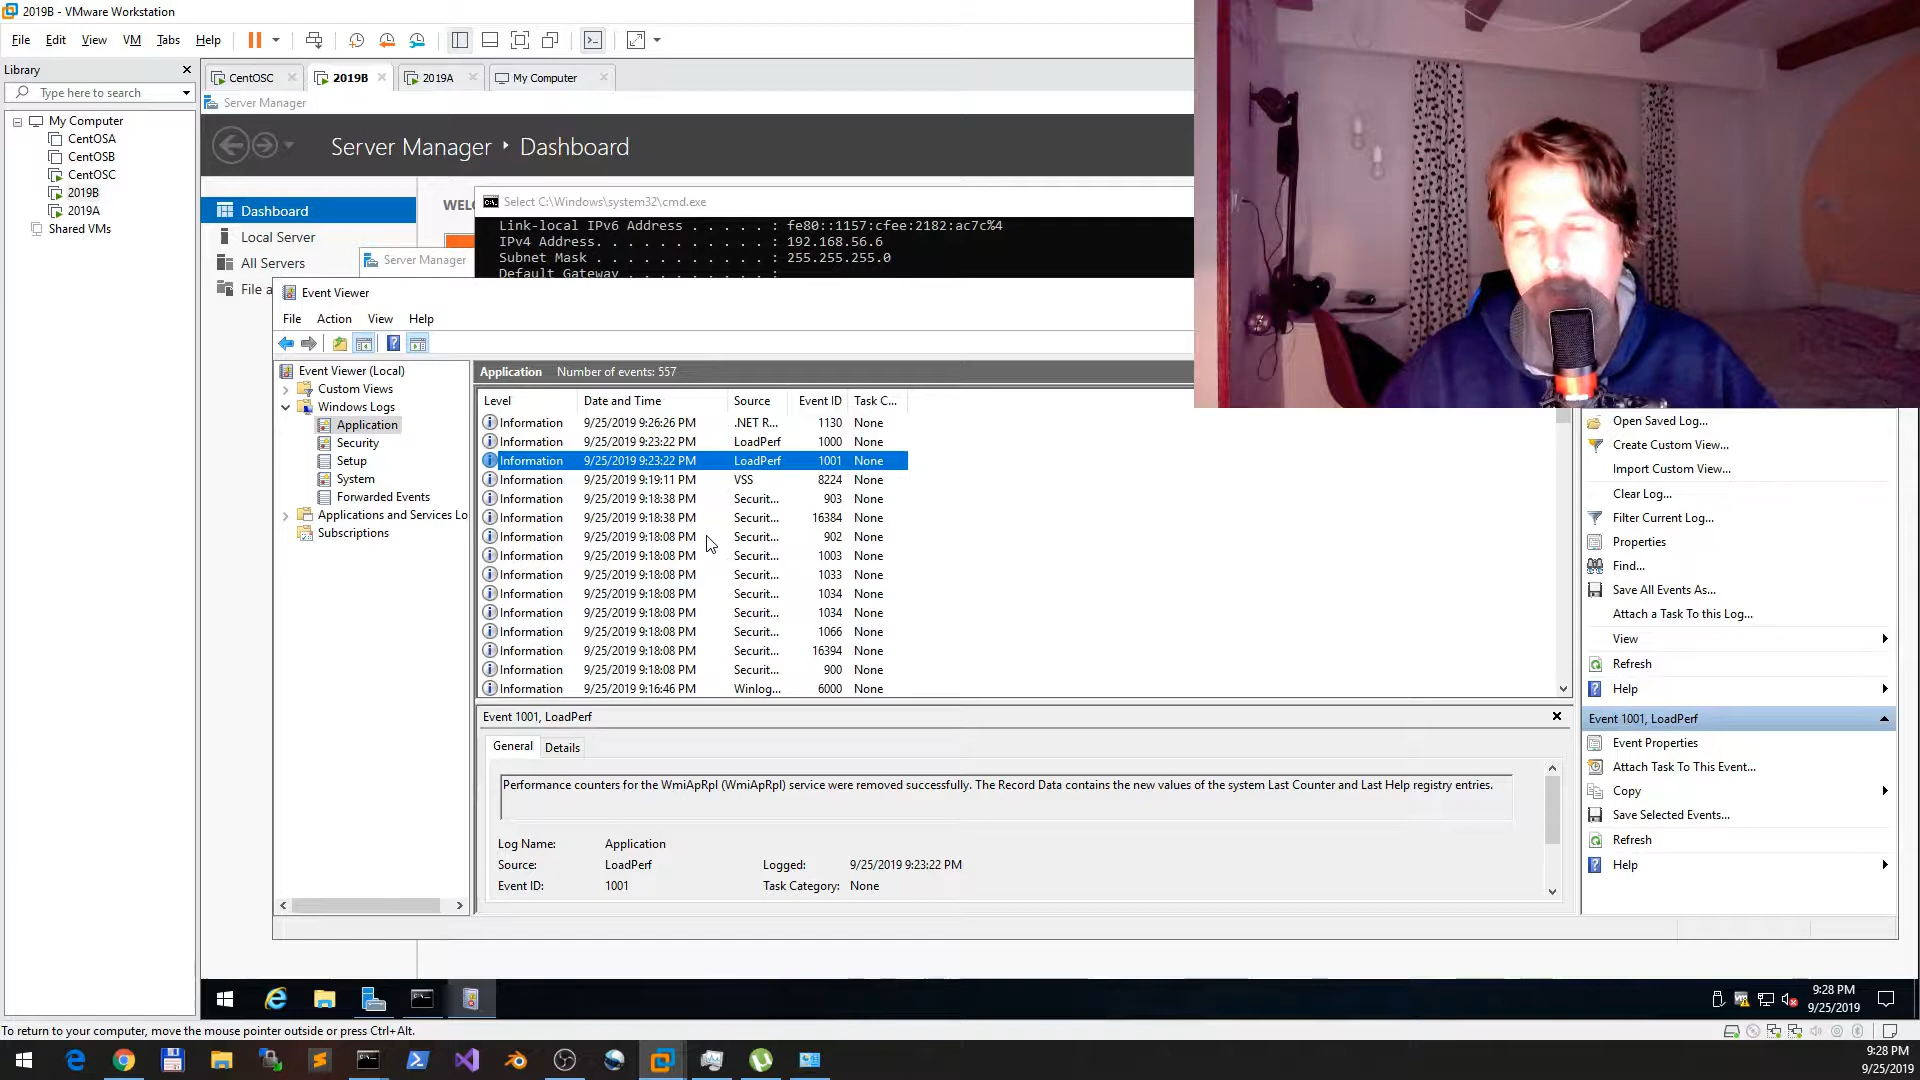 2019B - VMware Workstation
File Edit View VM Tabs Help
Library
Type here to search
My Computer
CentOSA
CentOSB
CentOSC
2019B
2019A
Shared VMs
CentOSC 2019B 2019A My Computer
Server Manager
Server Manager Dashboard
Dashboard
Local Server
All Servers
File a
WELC
Server Manager
Select C:\Windows\system32\cmd.exe
Link-local IPv6 Address . . . . . : fe80::1157:cfee:2182:ac7c%4
IPv4 Address. . . . . . . . . . . : 192.168.56.6
Subnet Mask . . . . . . . . . . . : 255.255.255.0
Default Gateway . . . . . . . . . :
Event Viewer
File Action View Help
Event Viewer (Local)
Custom Views
Windows Logs
Application
Security
Setup
System
Forwarded Events
Applications and Services Lo
Subscriptions
Application Number of events: 557
Level Date and Time Source Event ID Task C...
Information 9/25/2019 9:26:26 PM .NET R... 1130 None
Information 9/25/2019 9:23:22 PM LoadPerf 1000 None
Information 9/25/2019 9:23:22 PM LoadPerf 1001 None
Information 9/25/2019 9:19:11 PM VSS 8224 None
Information 9/25/2019 9:18:38 PM Securit... 903 None
Information 9/25/2019 9:18:38 PM Securit... 16384 None
Information 9/25/2019 9:18:08 PM Securit... 902 None
Information 9/25/2019 9:18:08 PM Securit... 1003 None
Information 9/25/2019 9:18:08 PM Securit... 1033 None
Information 9/25/2019 9:18:08 PM Securit... 1034 None
Information 9/25/2019 9:18:08 PM Securit... 1034 None
Information 9/25/2019 9:18:08 PM Securit... 1066 None
Information 9/25/2019 9:18:08 PM Securit... 16394 None
Information 9/25/2019 9:18:08 PM Securit... 900 None
Information 9/25/2019 9:16:46 PM Winlog... 6000 None
Event 1001, LoadPerf
General Details
Performance counters for the WmiApRpl (WmiApRpl) service were removed successfully. The Record Data contains the new values of the system Last Counter and Last Help registry entries.
Log Name: Application
Source: LoadPerf Logged: 9/25/2019 9:23:22 PM
Event ID: 1001 Task Category: None
Open Saved Log...
Create Custom View...
Import Custom View...
Clear Log...
Filter Current Log...
Properties
Find...
Save All Events As...
Attach a Task To this Log...
View
Refresh
Help
Event 1001, LoadPerf
Event Properties
Attach Task To This Event...
Copy
Save Selected Events...
Refresh
Help
9:28 PM
9/25/2019
To return to your computer, move the mouse pointer outside or press Ctrl+Alt.
9:28 PM
9/25/2019